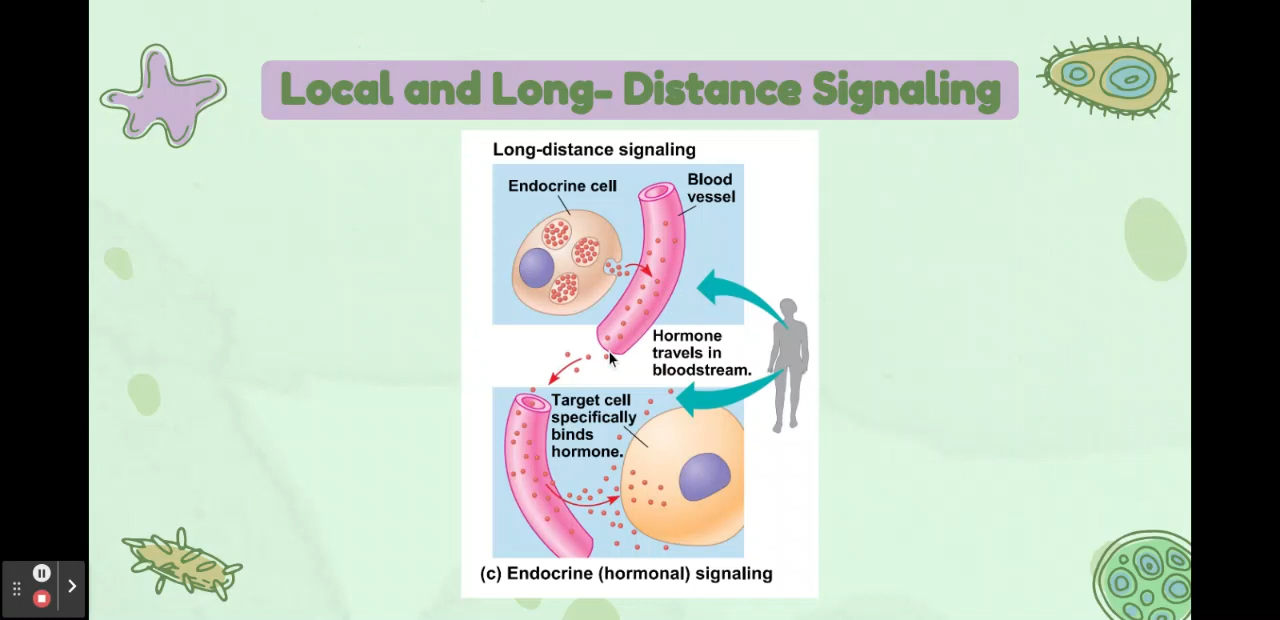 Local and Long- Distance Signaling
Long-distance signaling
Endocrine cell
Blood
vessel
Hormone
travels in
bloodstream.
Target cell
specifically
binds
hormone.
(c) Endocrine (hormonal) signaling